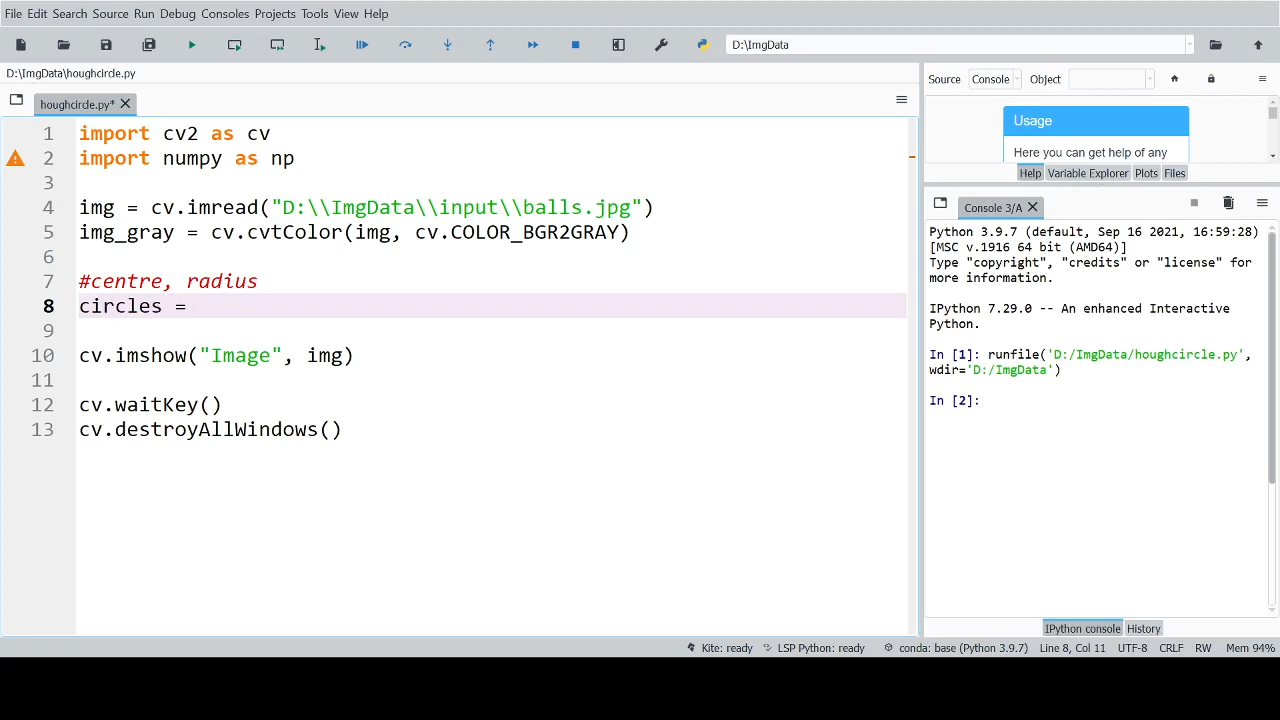 File Edit Search Source Run Debug Consoles Projects Tools View Help
D:\ImgData
D:\ImgData\houghcircle.py
houghcircle.py*
1 import cv2 as cv
2 import numpy as np
3
4 img = cv.imread("D:\\ImgData\\input\\balls.jpg")
5 img_gray = cv.cvtColor(img, cv.COLOR_BGR2GRAY)
6
7 #centre, radius
8 circles =
9
10 cv.imshow("Image", img)
11
12 cv.waitKey()
13 cv.destroyAllWindows()
Source Console Object
Usage
Here you can get help of any
Help Variable Explorer Plots Files
Console 3/A
Python 3.9.7 (default, Sep 16 2021, 16:59:28)
[MSC v.1916 64 bit (AMD64)]
Type "copyright", "credits" or "license" for
more information.
IPython 7.29.0 -- An enhanced Interactive
Python.
In [1]: runfile('D:/ImgData/houghcircle.py',
wdir='D:/ImgData')
In [2]:
IPython console History
Kite: ready LSP Python: ready conda: base (Python 3.9.7) Line 8, Col 11 UTF-8 CRLF RW Mem 94%